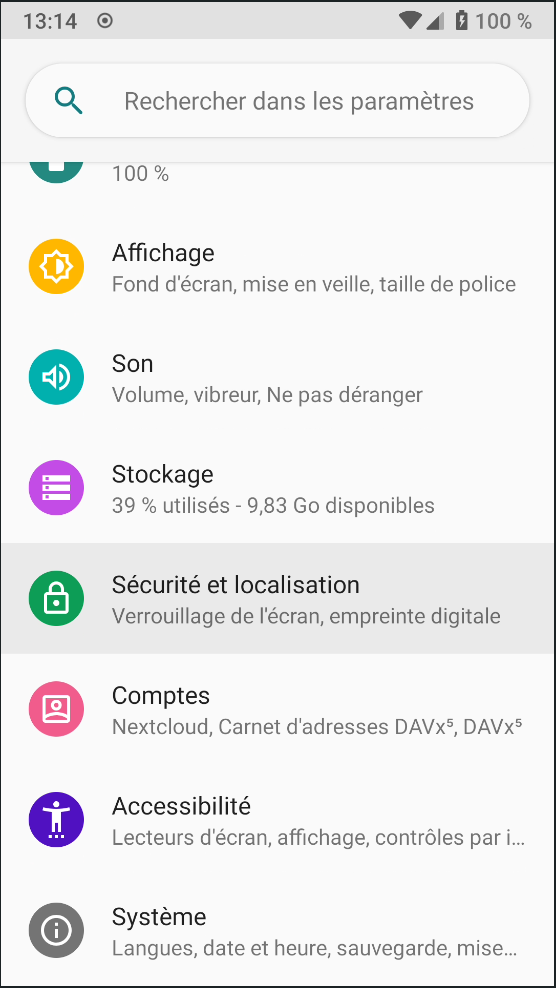 13:14 100 %
Rechercher dans les paramètres
100 %
Affichage
Fond d'écran, mise en veille, taille de police
Son
Volume, vibreur, Ne pas déranger
Stockage
39 % utilisés - 9,83 Go disponibles
Sécurité et localisation
Verrouillage de l'écran, empreinte digitale
Comptes
Nextcloud, Carnet d'adresses DAVx⁵, DAVx⁵
Accessibilité
Lecteurs d'écran, affichage, contrôles par i...
Système
Langues, date et heure, sauvegarde, mise...